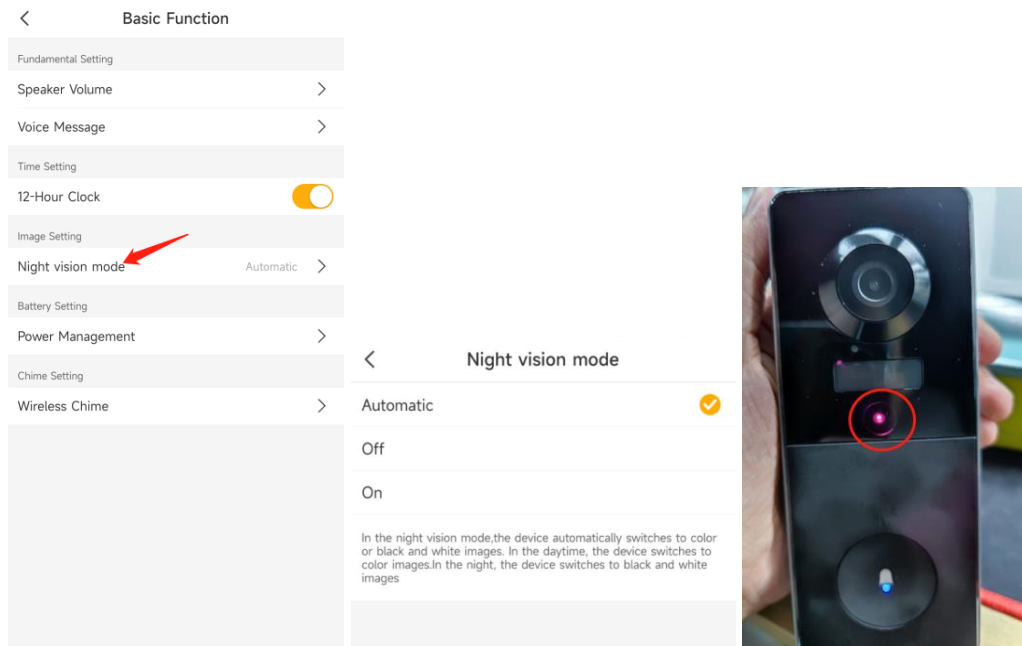 Basic Function
Fundamental Setting
Speaker Volume
Voice Message
Time Setting
12-Hour Clock
Image Setting
Night vision mode Automatic
Battery Setting
Power Management
Chime Setting
Wireless Chime
Night vision mode
Automatic
Off
On
In the night vision mode,the device automatically switches to color
or black and white images. In the daytime, the device switches to
color images.In the night, the device switches to black and white
images